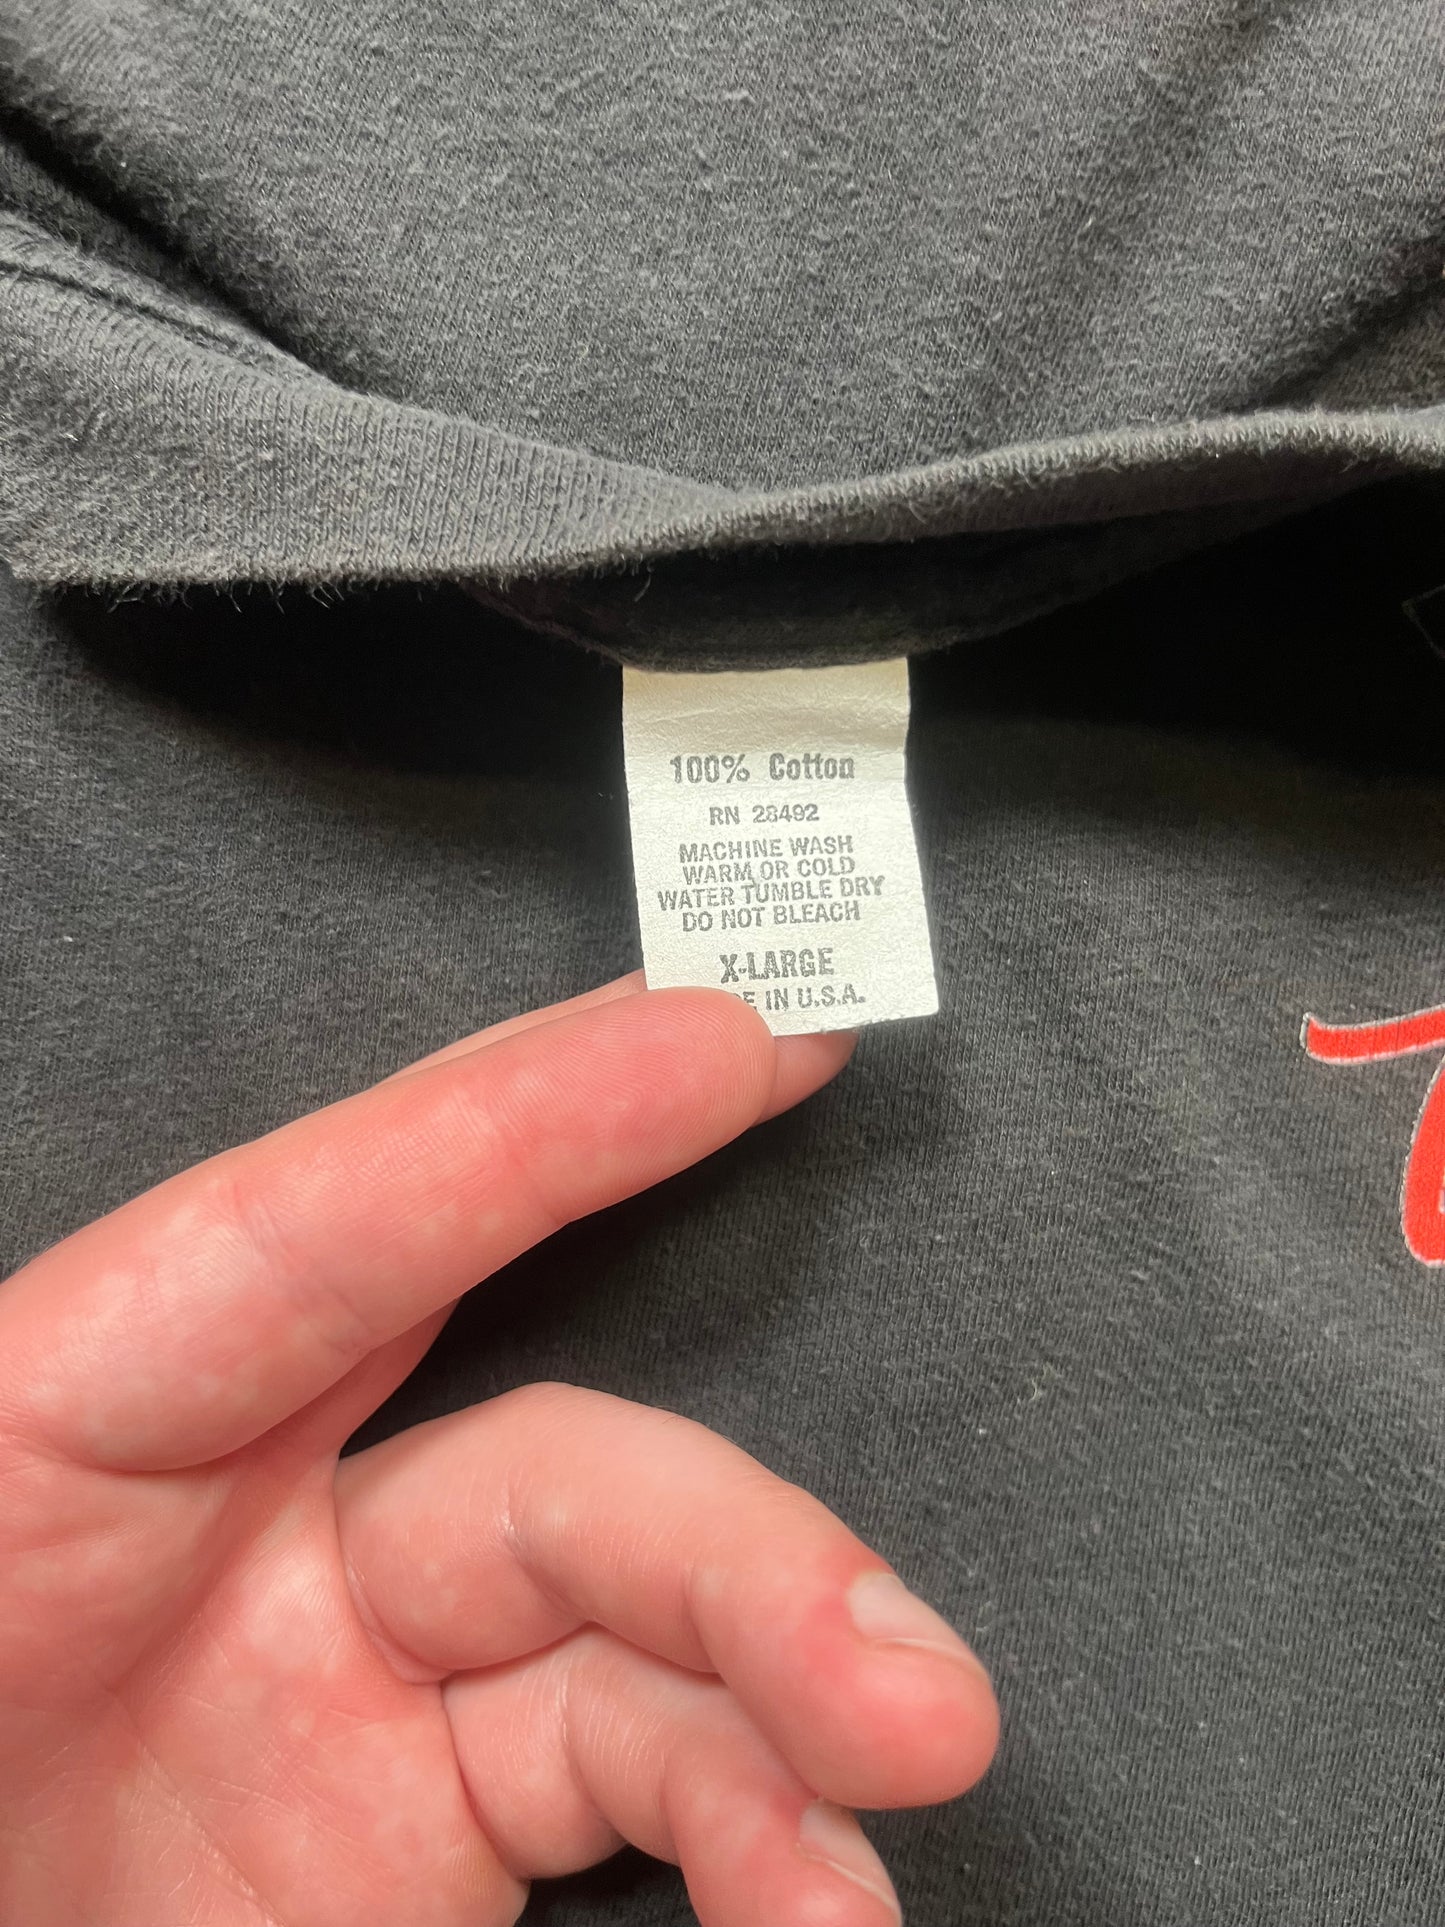 100% Cotton
RN 28492
MACHINE WASH
WARM OR COLD
WATER TUMBLE DRY
DO NOT BLEACH
X-LARGE
E IN U.S.A.